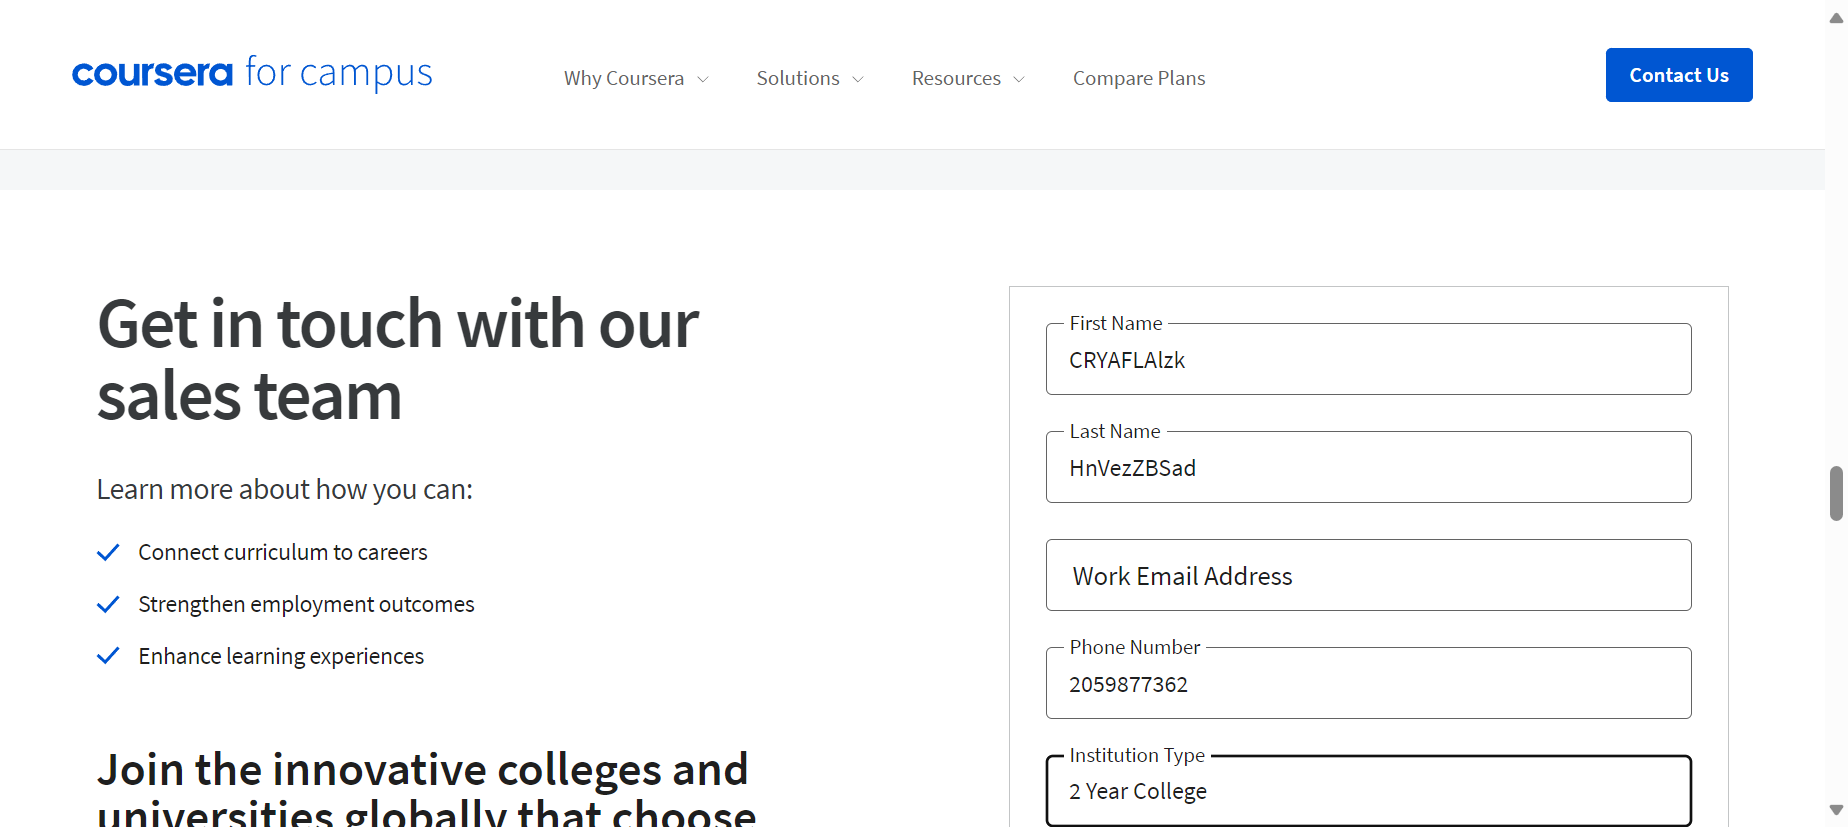 coursera for campus
Why Coursera
Solutions
Resources
Compare Plans
Contact Us
Get in touch with our
sales team
Learn more about how you can:
Connect curriculum to careers
Strengthen employment outcomes
Enhance learning experiences
Join the innovative colleges and
universities globally that choose
First Name
CRYAFLAlzk
Last Name
HnVezZBSad
Work Email Address
Phone Number
2059877362
Institution Type
2 Year College